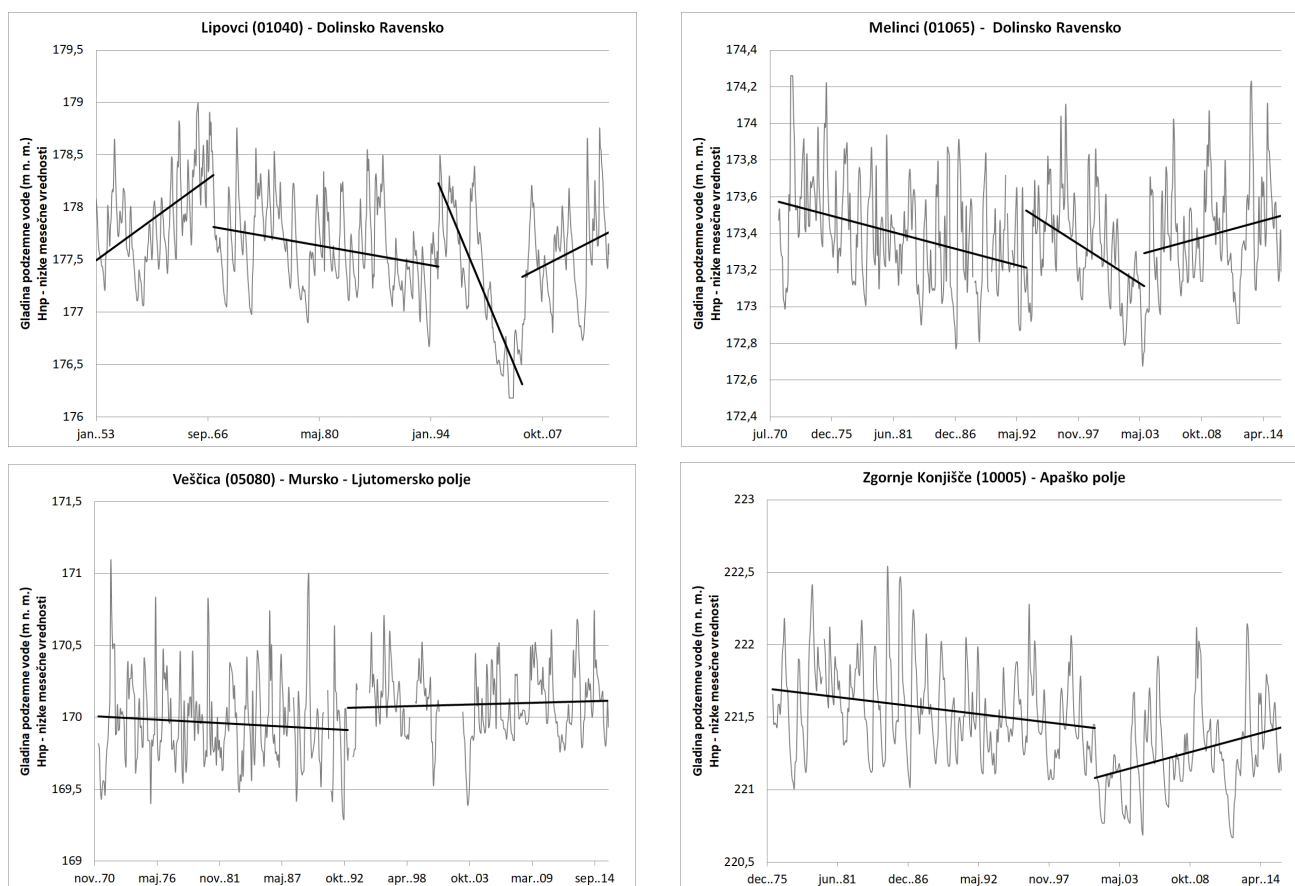 Lipovci (01040) - Dolinsko Ravensko
Gladina podzemne vode (m n. m.)
Hnp - nizke mesečne vrednosti
179,5
179
178,5
178
177,5
177
176,5
176
jan..53 sep..66 maj..80 jan..94 okt..07
Melinci (01065) - Dolinsko Ravensko
Gladina podzemne vode (m n. m.)
Hnp - nizke mesečne vrednosti
174,4
174,2
174
173,8
173,6
173,4
173,2
173
172,8
172,6
172,4
jul..70 dec..75 jun..81 dec..86 maj..92 nov..97 maj..03 okt..08 apr..14
Veščica (05080) - Mursko - Ljutomersko polje
Gladina podzemne vode (m n. m.)
Hnp - nizke mesečne vrednosti
171,5
171
170,5
170
169,5
169
nov..70 maj..76 nov..81 maj..87 okt..92 apr..98 okt..03 mar..09 sep..14
Zgornje Konjišče (10005) - Apaško polje
Gladina podzemne vode (m n. m.)
Hnp - nizke mesečne vrednosti
223
222,5
222
221,5
221
220,5
dec..75 jun..81 dec..86 maj..92 nov..97 maj..03 okt..08 apr..14